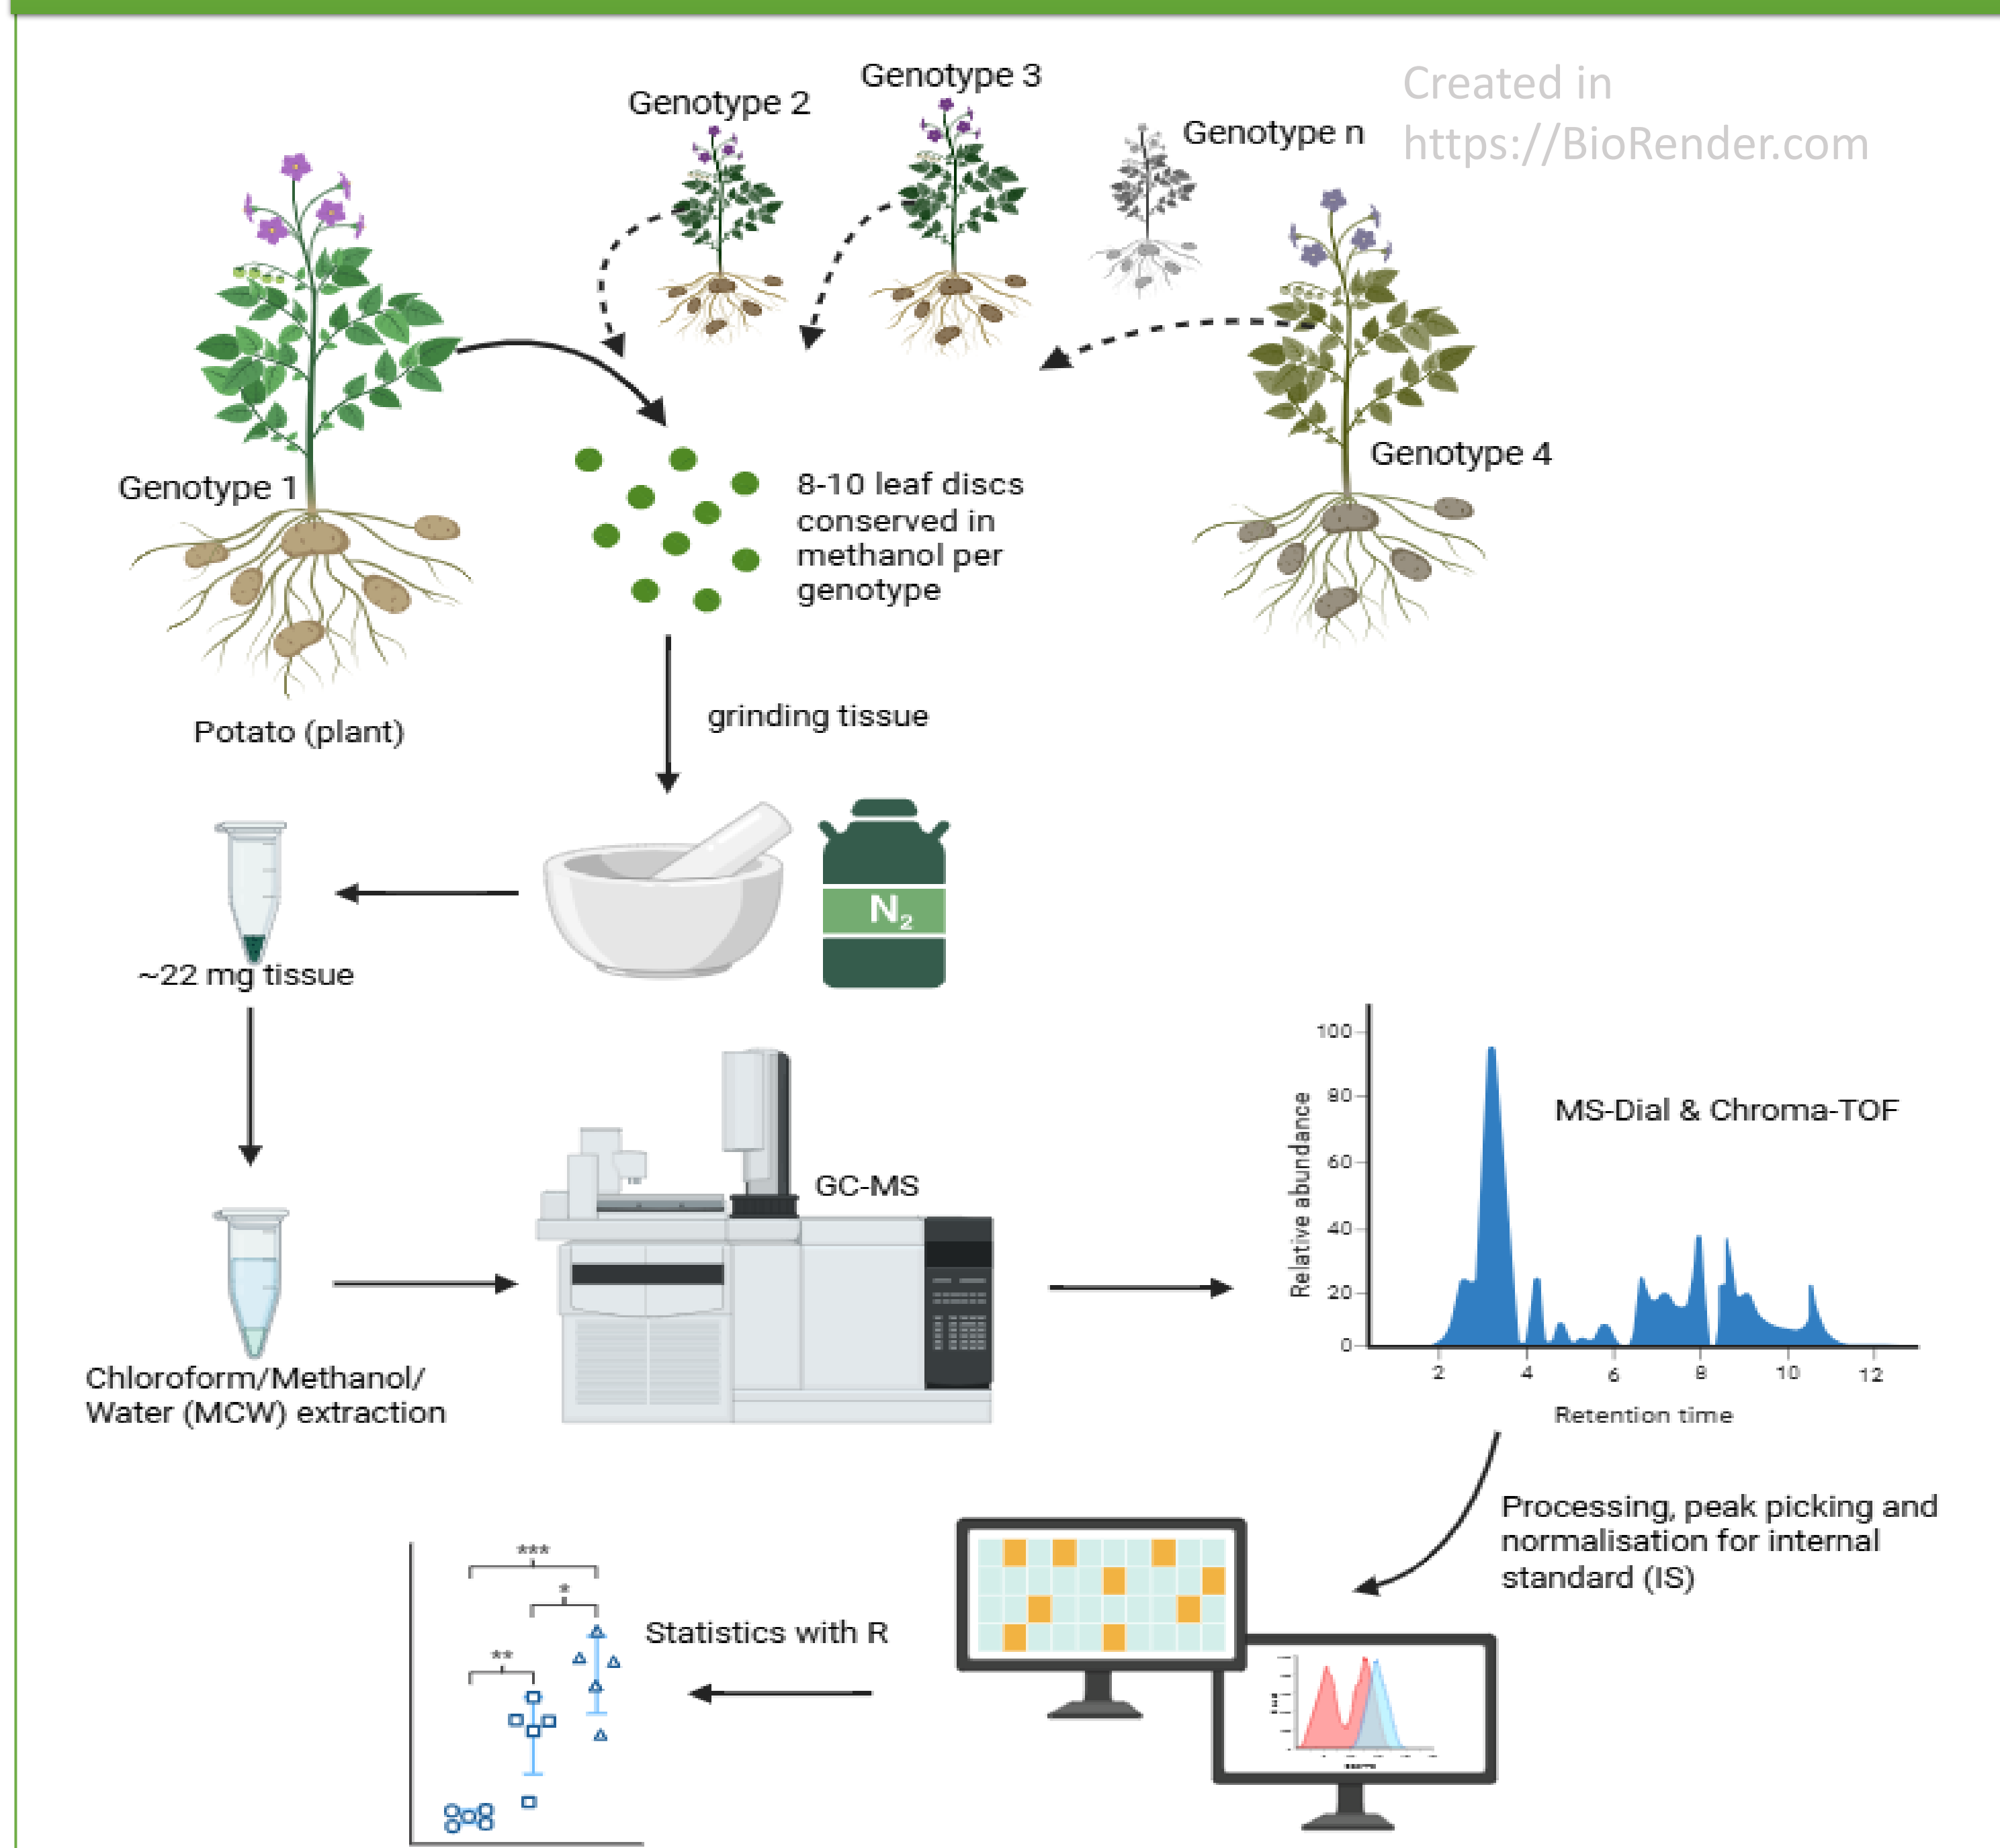 Genotype 3
Created in
https://BioRender.com
Genotype 2
Genotype n
Genotype 1
Genotype 4
8-10 leaf discs
conserved in
methanol per
genotype
Potato (plant)
grinding tissue
N2
~22 mg tissue
GC-MS
Chloroform/Methanol/
Water (MCW) extraction
MS-Dial & Chroma-TOF
Relative abundance
100
80
60
40
20
0
2 4 6 8 10 12
Retention time
Processing, peak picking and
normalisation for internal
standard (IS)
Statistics with R
***
*
**